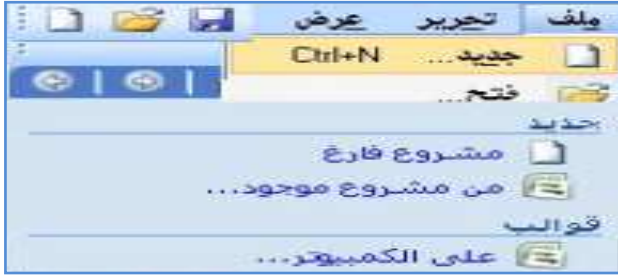 ملف تحرير عرض
جديد... Ctrl+N
فتح...
جديد
مشروع فارغ
من مشروع موجود...
قوالب
على الكمبيوتر...